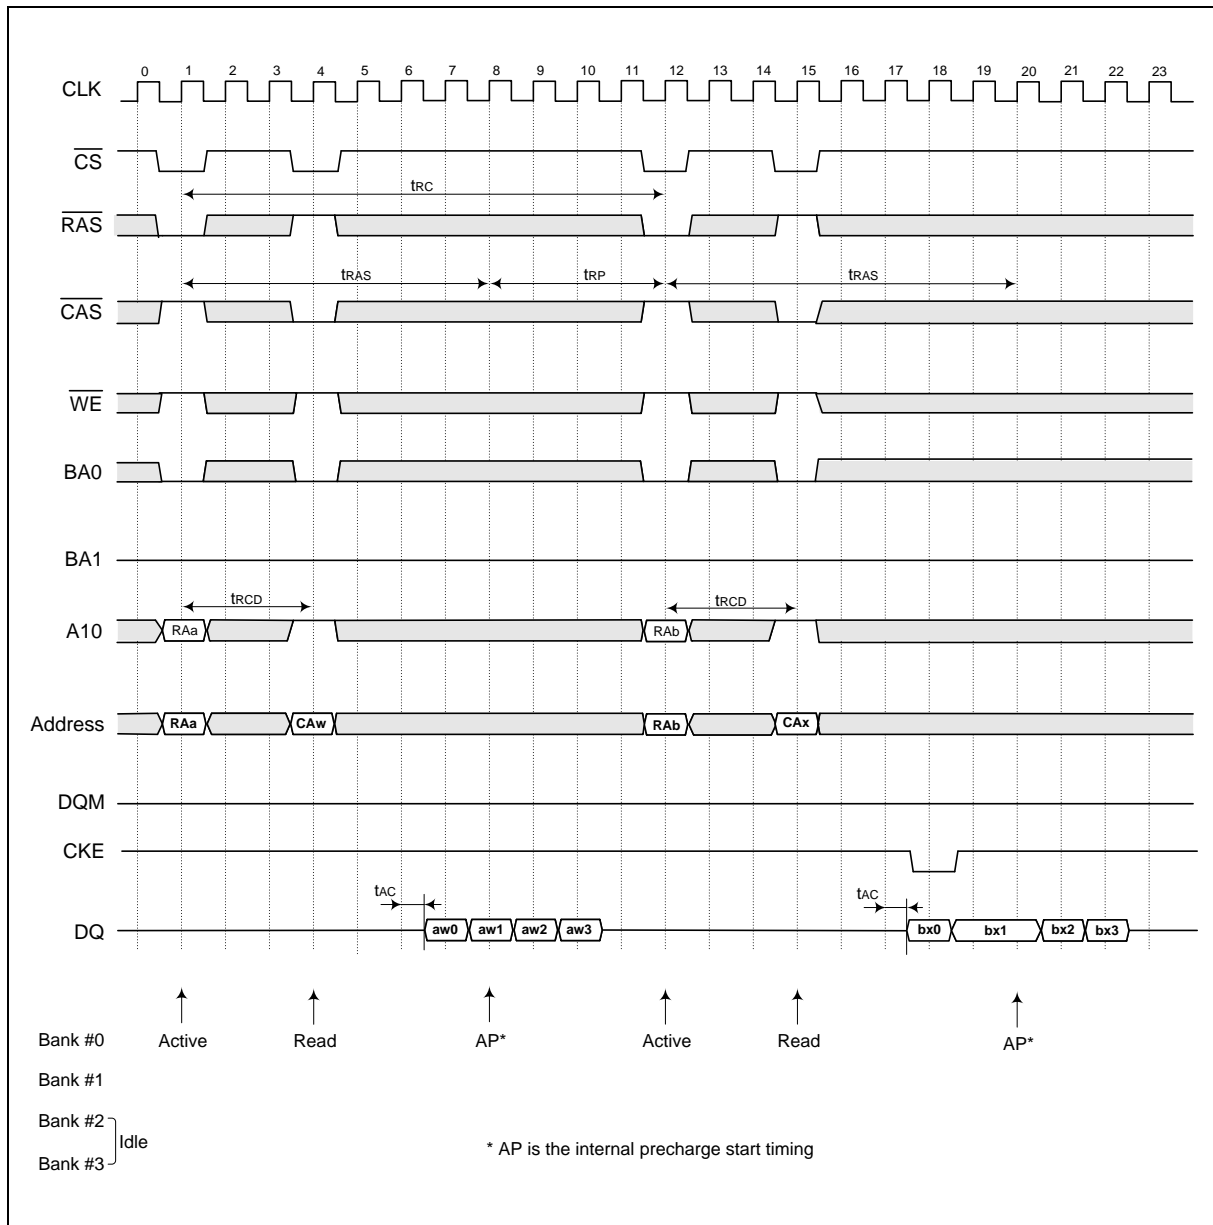 0 1 2 3 4 5 6 7 8 9 10 11 12 13 14 15 16 17 18 19 20 21 22 23
CLK
CS
tRC
RAS
tRAS tRP tRAS
CAS
WE
BA0
BA1
tRCD tRCD
A10 RAa RAb
Address RAa CAw RAb CAx
DQM
CKE
tAC tAC
DQ aw0 aw1 aw2 aw3 bx0 bx1 bx2 bx3
Bank #0 Active Read AP* Active Read AP*
Bank #1
Bank #2
Idle
Bank #3
* AP is the internal precharge start timing